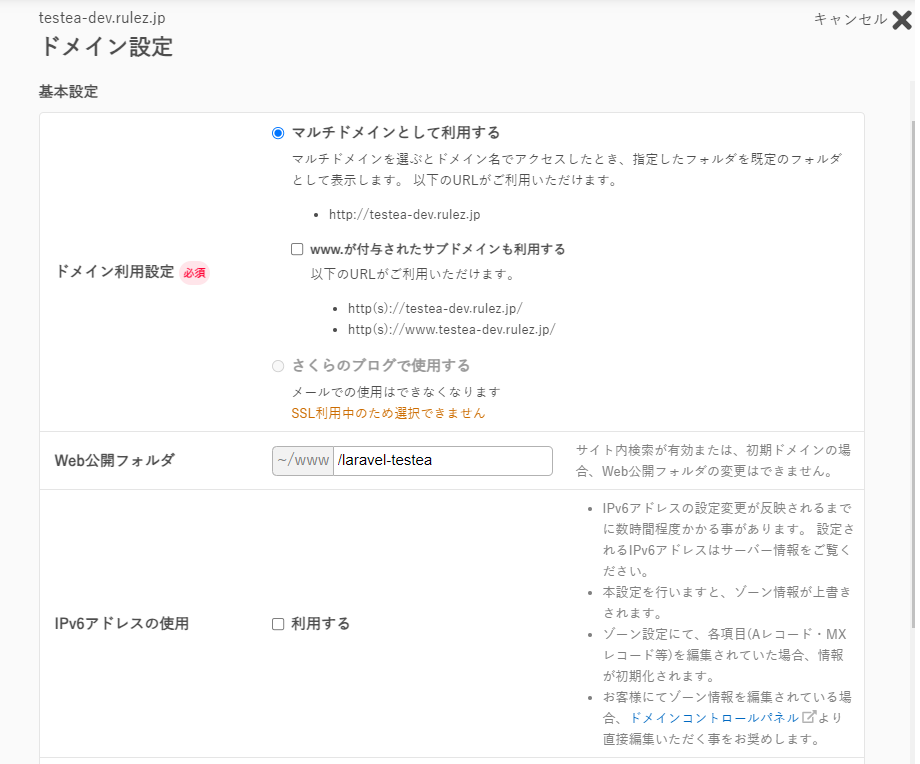 testea-dev.rulez.jp
キャンセル
ドメイン設定
基本設定
マルチドメインとして利用する
マルチドメインを選ぶとドメイン名でアクセスしたとき、指定したフォルダを既定のフォルダ
として表示します。 以下のURLがご利用いただけます。
http://testea-dev.rulez.jp
www.が付与されたサブドメインも利用する
以下のURLがご利用いただけます。
ドメイン利用設定 必須
http(s)://testea-dev.rulez.jp/
http(s)://www.testea-dev.rulez.jp/
さくらのブログで使用する
メールでの使用はできなくなります
SSL利用中のため選択できません
Web公開フォルダ
~/www /laravel-testea
サイト内検索が有効または、初期ドメインの場
合、Web公開フォルダの変更はできません。
IPv6アドレスの使用
利用する
IPv6アドレスの設定変更が反映されるまで
に数時間程度かかる事があります。 設定さ
れるIPv6アドレスはサーバー情報をご覧く
ださい。
本設定を行いますと、ゾーン情報が上書き
されます。
ゾーン設定にて、各項目(Aレコード・MX
レコード等)を編集されていた場合、情報
が初期化されます。
お客様にてゾーン情報を編集されている場
合、ドメインコントロールパネルより
直接編集いただく事をお奨めします。